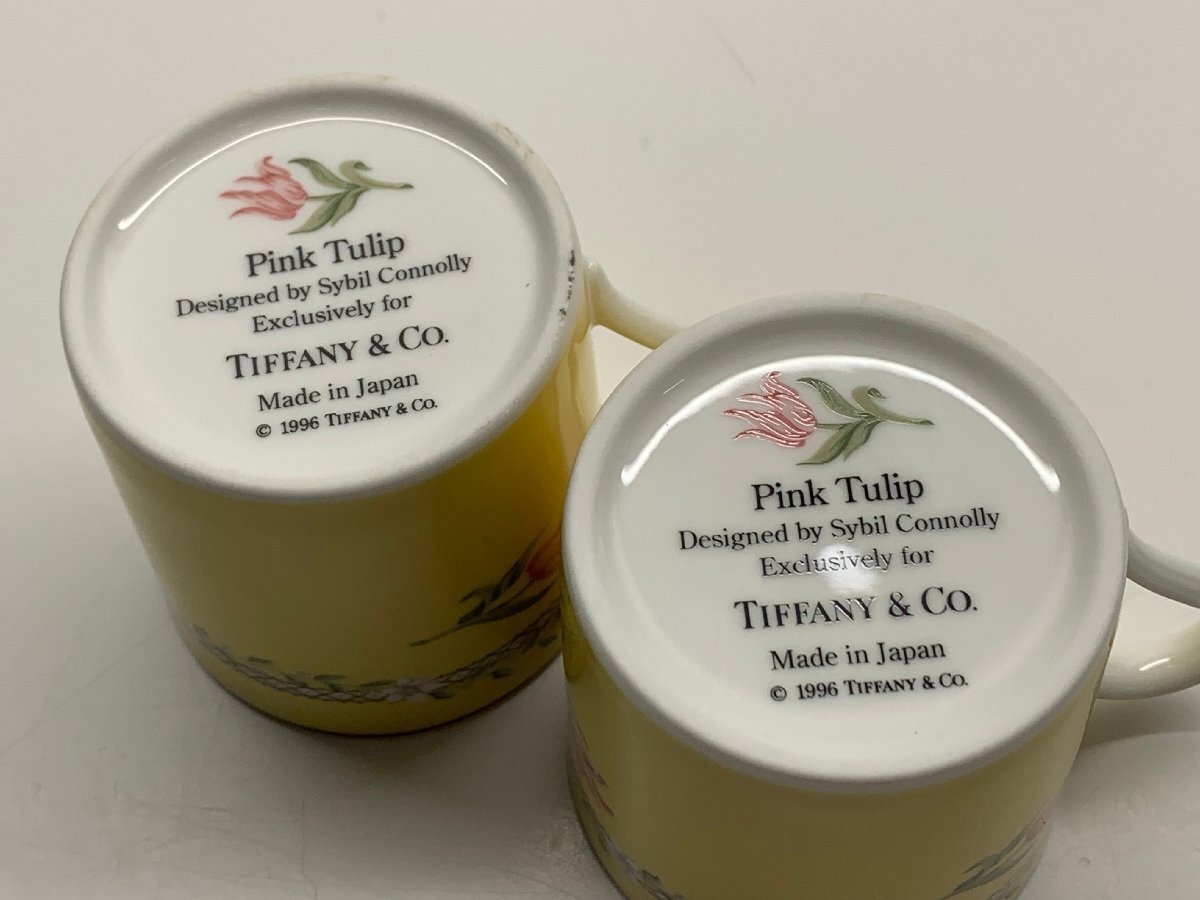 Pink Tulip
Designed by Sybil Connolly
Exclusively for
TIFFANY & CO.
Made in Japan
© 1996 TIFFANY & CO.
Pink Tulip
Designed by Sybil Connolly
Exclusively for
TIFFANY & CO.
Made in Japan
© 1996 TIFFANY & CO.